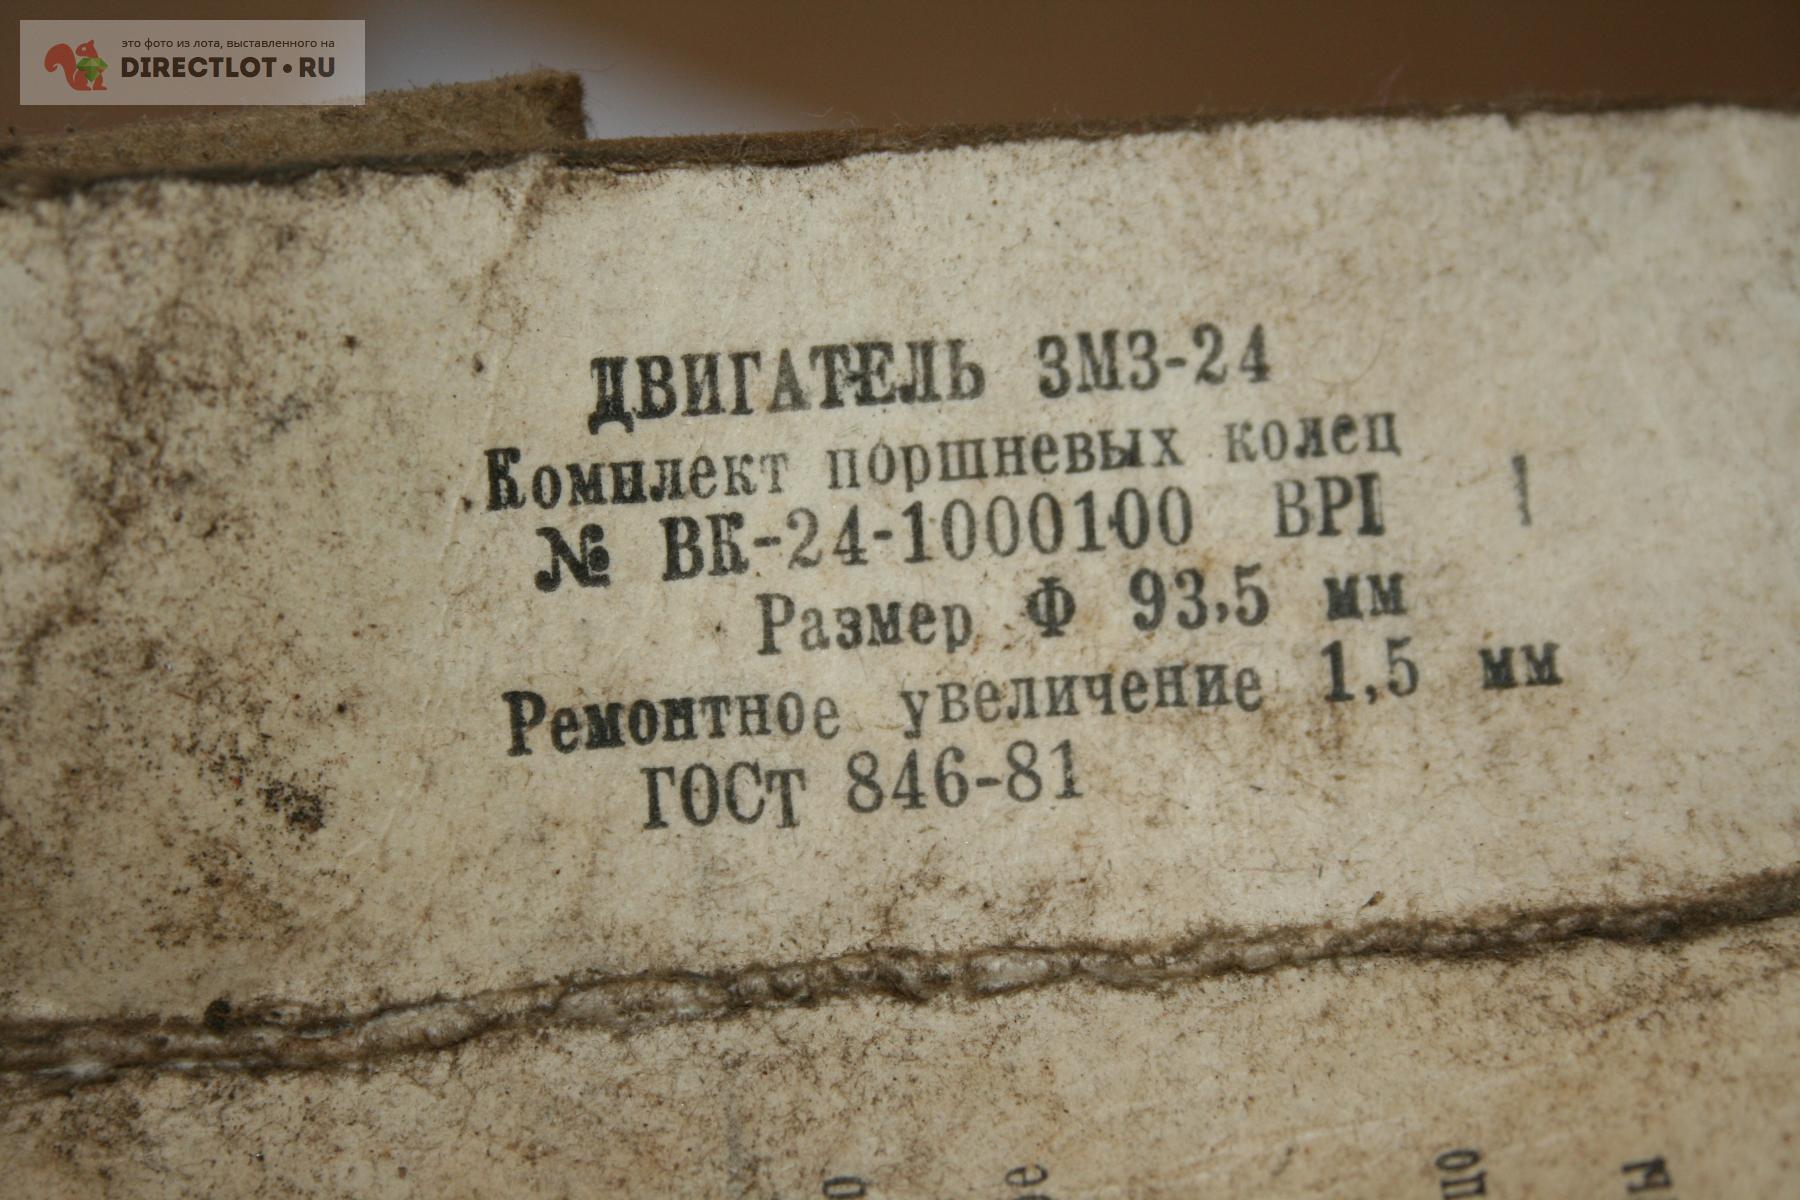 это фото из лота, выставленного на
DIRECTLOT•RU
ДВИГАТЕЛЬ ЗМЗ-24
Комплект поршневых колец
№ ВК-24-1000100 ВРI
Размер Ф 93,5 мм
Ремонтное увеличение 1,5 мм
ГОСТ 846-81